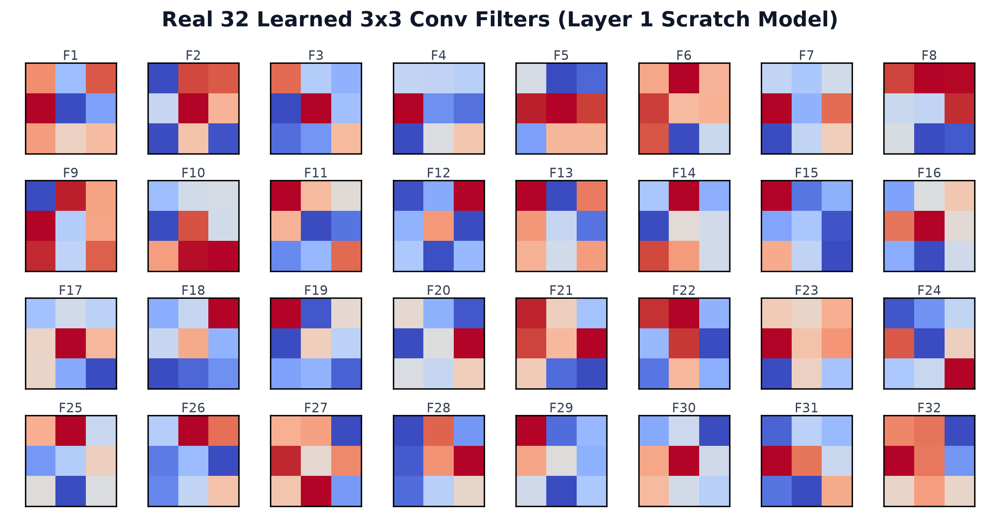 Real 32 Learned 3x3 Conv Filters (Layer 1 Scratch Model)
F1 F2 F3 F4 F5 F6 F7 F8
F9 F10 F11 F12 F13 F14 F15 F16
F17 F18 F19 F20 F21 F22 F23 F24
F25 F26 F27 F28 F29 F30 F31 F32